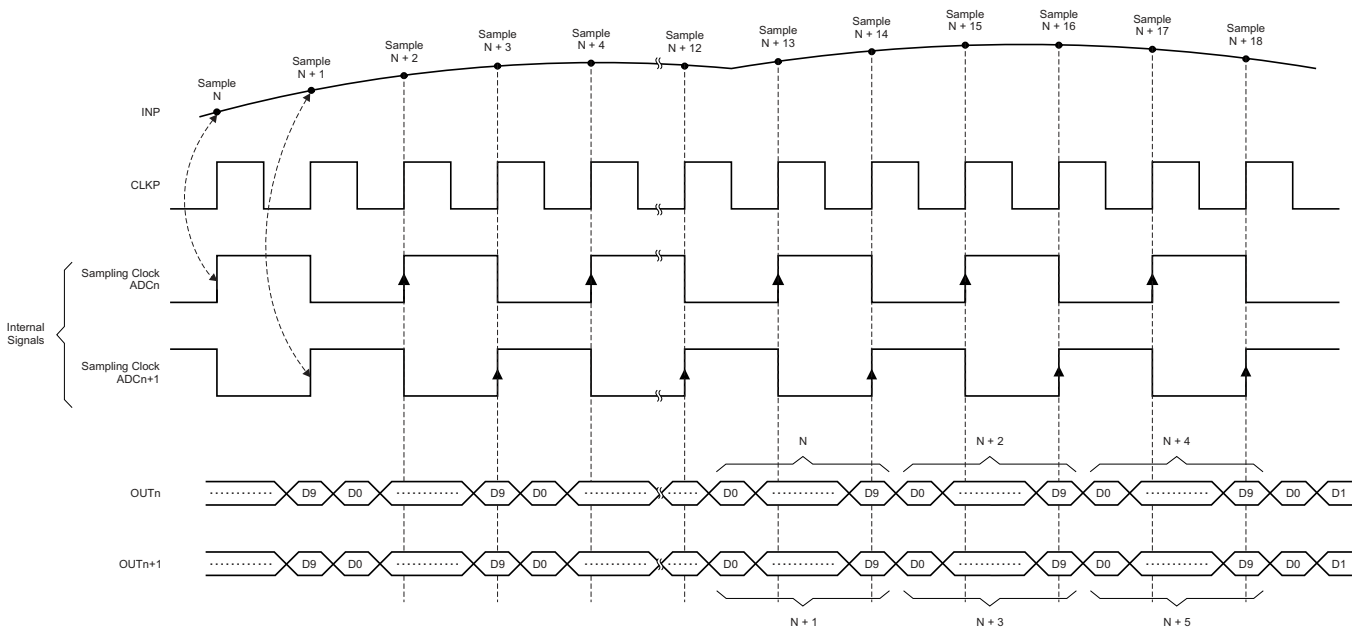 Sample
N
Sample
N + 1
Sample
N + 2
Sample
N + 3
Sample
N + 4
Sample
N + 12
Sample
N + 13
Sample
N + 14
Sample
N + 15
Sample
N + 16
Sample
N + 17
Sample
N + 18
INP
CLKP
Internal
Signals
Sampling Clock
ADCn
Sampling Clock
ADCn+1
N
N + 2
N + 4
OUTn
D9 D0 D9 D0 D0 D9 D0 D9 D0 D9 D0 D1
OUTn+1
D9 D0 D9 D0 D0 D9 D0 D9 D0 D9 D0 D1
N + 1
N + 3
N + 5